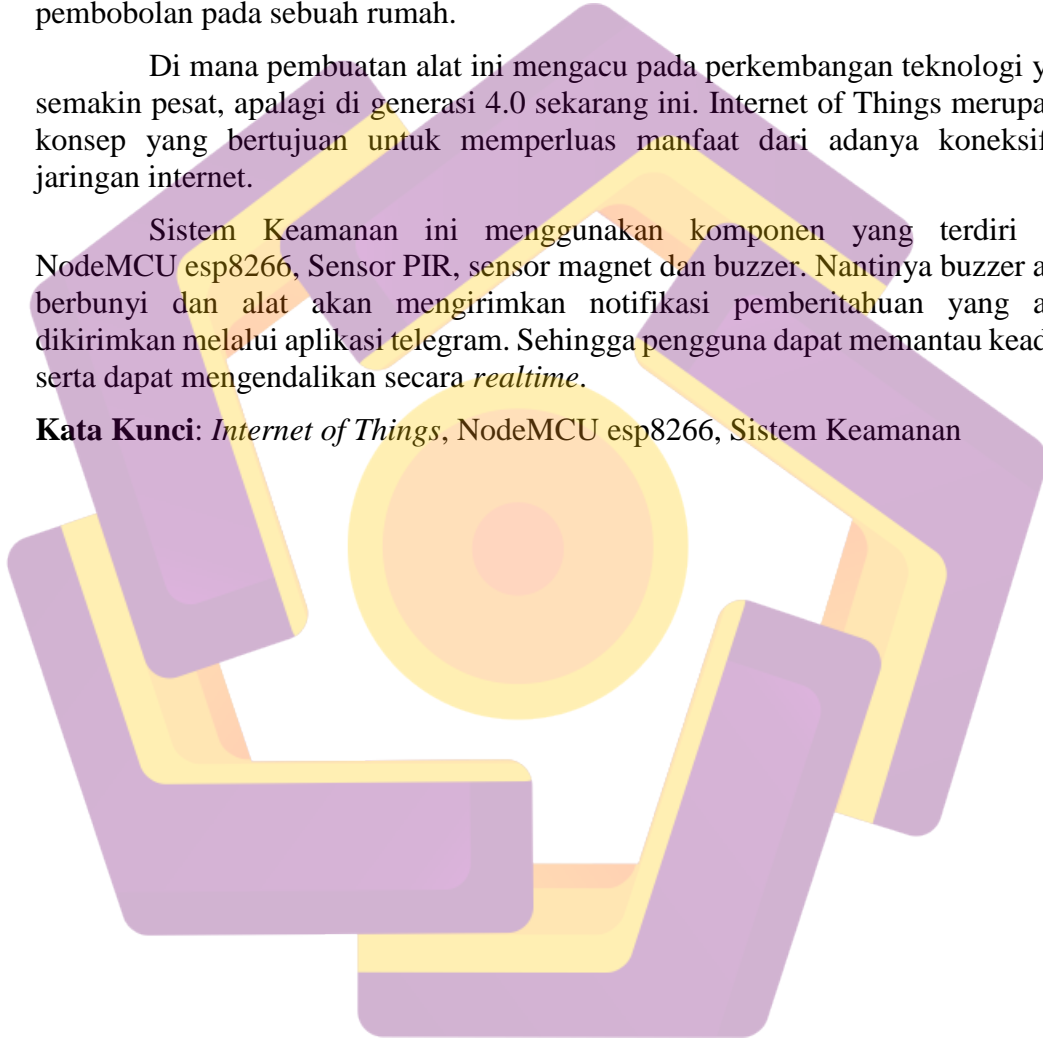 pembobolan pada sebuah rumah.
Di mana pembuatan alat ini mengacu pada perkembangan teknologi y
semakin pesat, apalagi di generasi 4.0 sekarang ini. Internet of Things merupa
konsep yang bertujuan untuk memperluas manfaat dari adanya koneksif
jaringan internet.
Sistem Keamanan ini menggunakan komponen yang terdiri
NodeMCU esp8266, Sensor PIR, sensor magnet dan buzzer. Nantinya buzzer a
berbunyi dan alat akan mengirimkan notifikasi pemberitahuan yang a
dikirimkan melalui aplikasi telegram. Sehingga pengguna dapat memantau kead
serta dapat mengendalikan secara realtime.
Kata Kunci: Internet of Things, NodeMCU esp8266, Sistem Keamanan